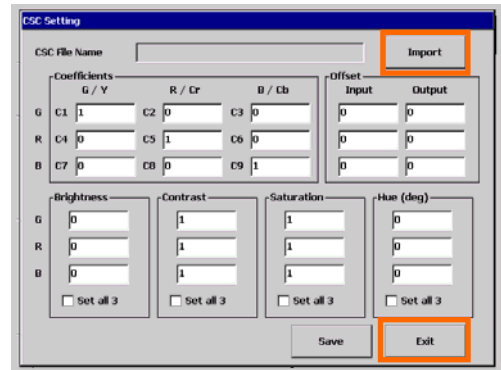 CSC Setting
CSC File Name Import
Coefficients Offset
G / Y R / Cr B / Cb Input Output
G C1 1 C2 0 C3 0 0 0
R C4 0 C5 1 C6 0 0 0
B C7 0 C8 0 C9 1 0 0
Brightness Contrast Saturation Hue (deg)
G 0 1 1 0
R 0 1 1 0
B 0 1 1 0
Set all 3 Set all 3 Set all 3 Set all 3
Save Exit